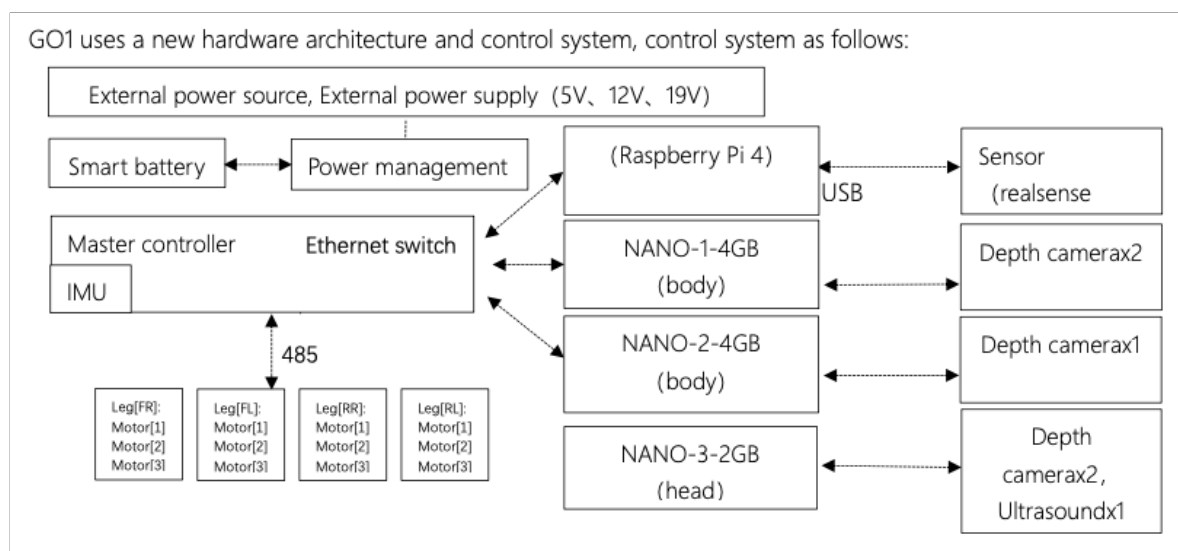 GO1 uses a new hardware architecture and control system, control system as follows:
External power source, External power supply（5V、12V、19V）
Smart battery
Power management
(Raspberry Pi 4)
USB
Sensor
(realsense
Master controller
Ethernet switch
IMU
NANO-1-4GB
(body)
Depth camerax2
NANO-2-4GB
(body)
Depth camerax1
485
Leg[FR]:
Motor[1]
Motor[2]
Motor[3]
Leg[FL]:
Motor[1]
Motor[2]
Motor[3]
Leg[RR]:
Motor[1]
Motor[2]
Motor[3]
Leg[RL]:
Motor[1]
Motor[2]
Motor[3]
NANO-3-2GB
(head)
Depth
camerax2，
Ultrasoundx1